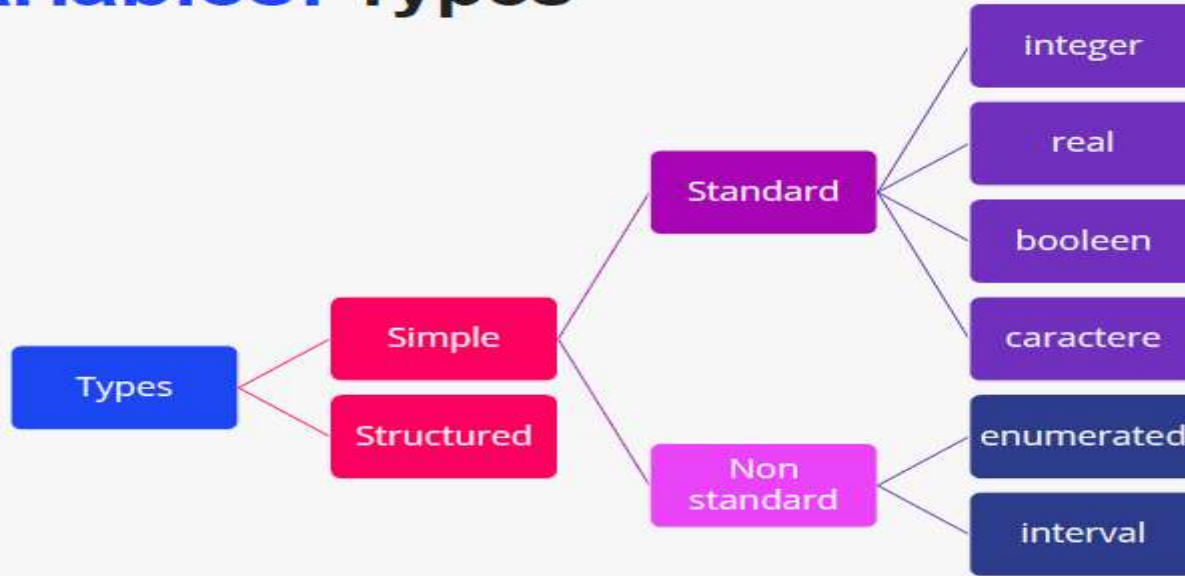 Types
integer
real
Standard
booleen
Simple
caractere
Types
Structured
enumerated
Non
standard
interval